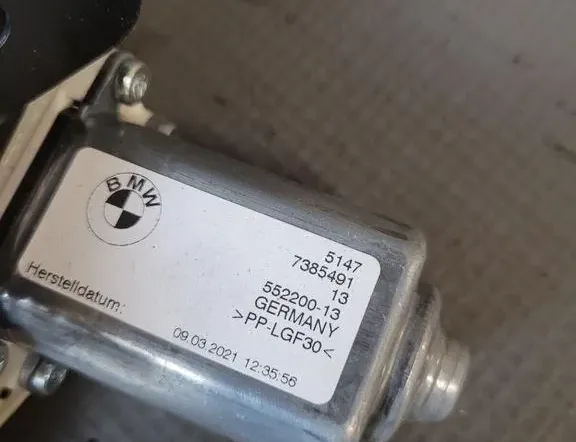 BMW
5147
7385491
13
552200-13
GERMANY
>PP-LGF30<
Herstelldatum:
09.03.2021 12:35:56